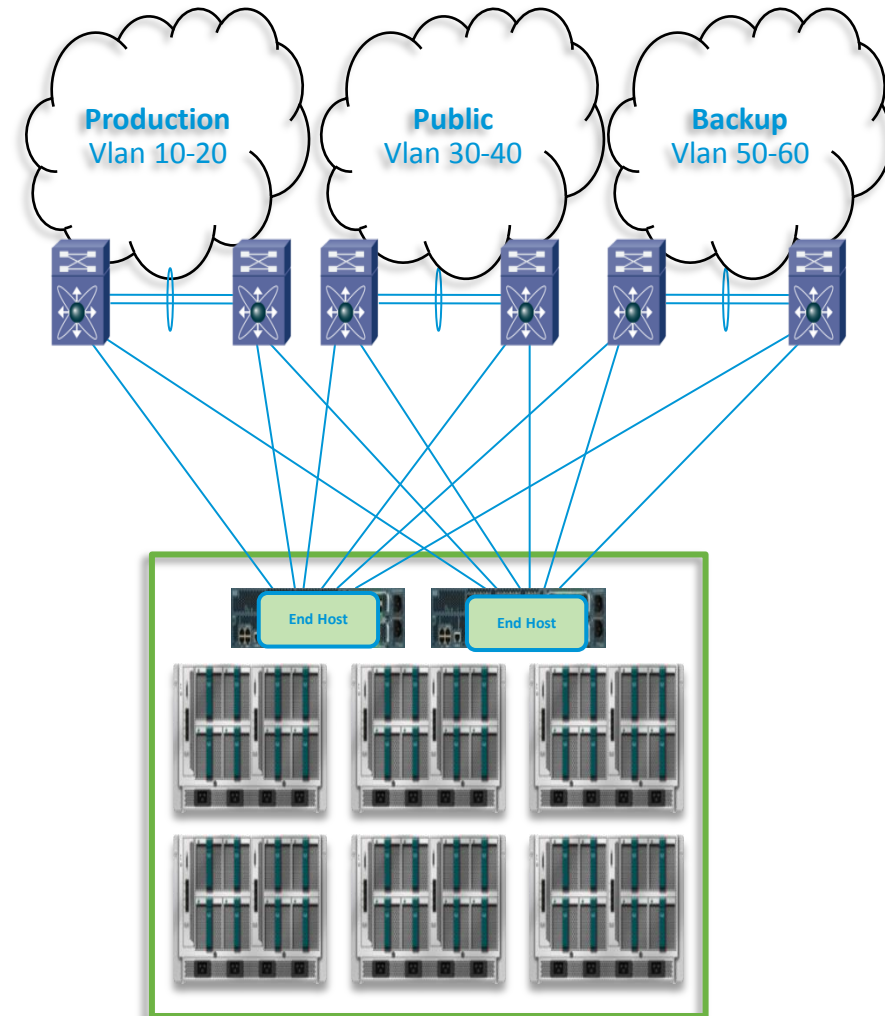 Production
Vlan 10-20
Public
Vlan 30-40
Backup
Vlan 50-60
End Host
End Host